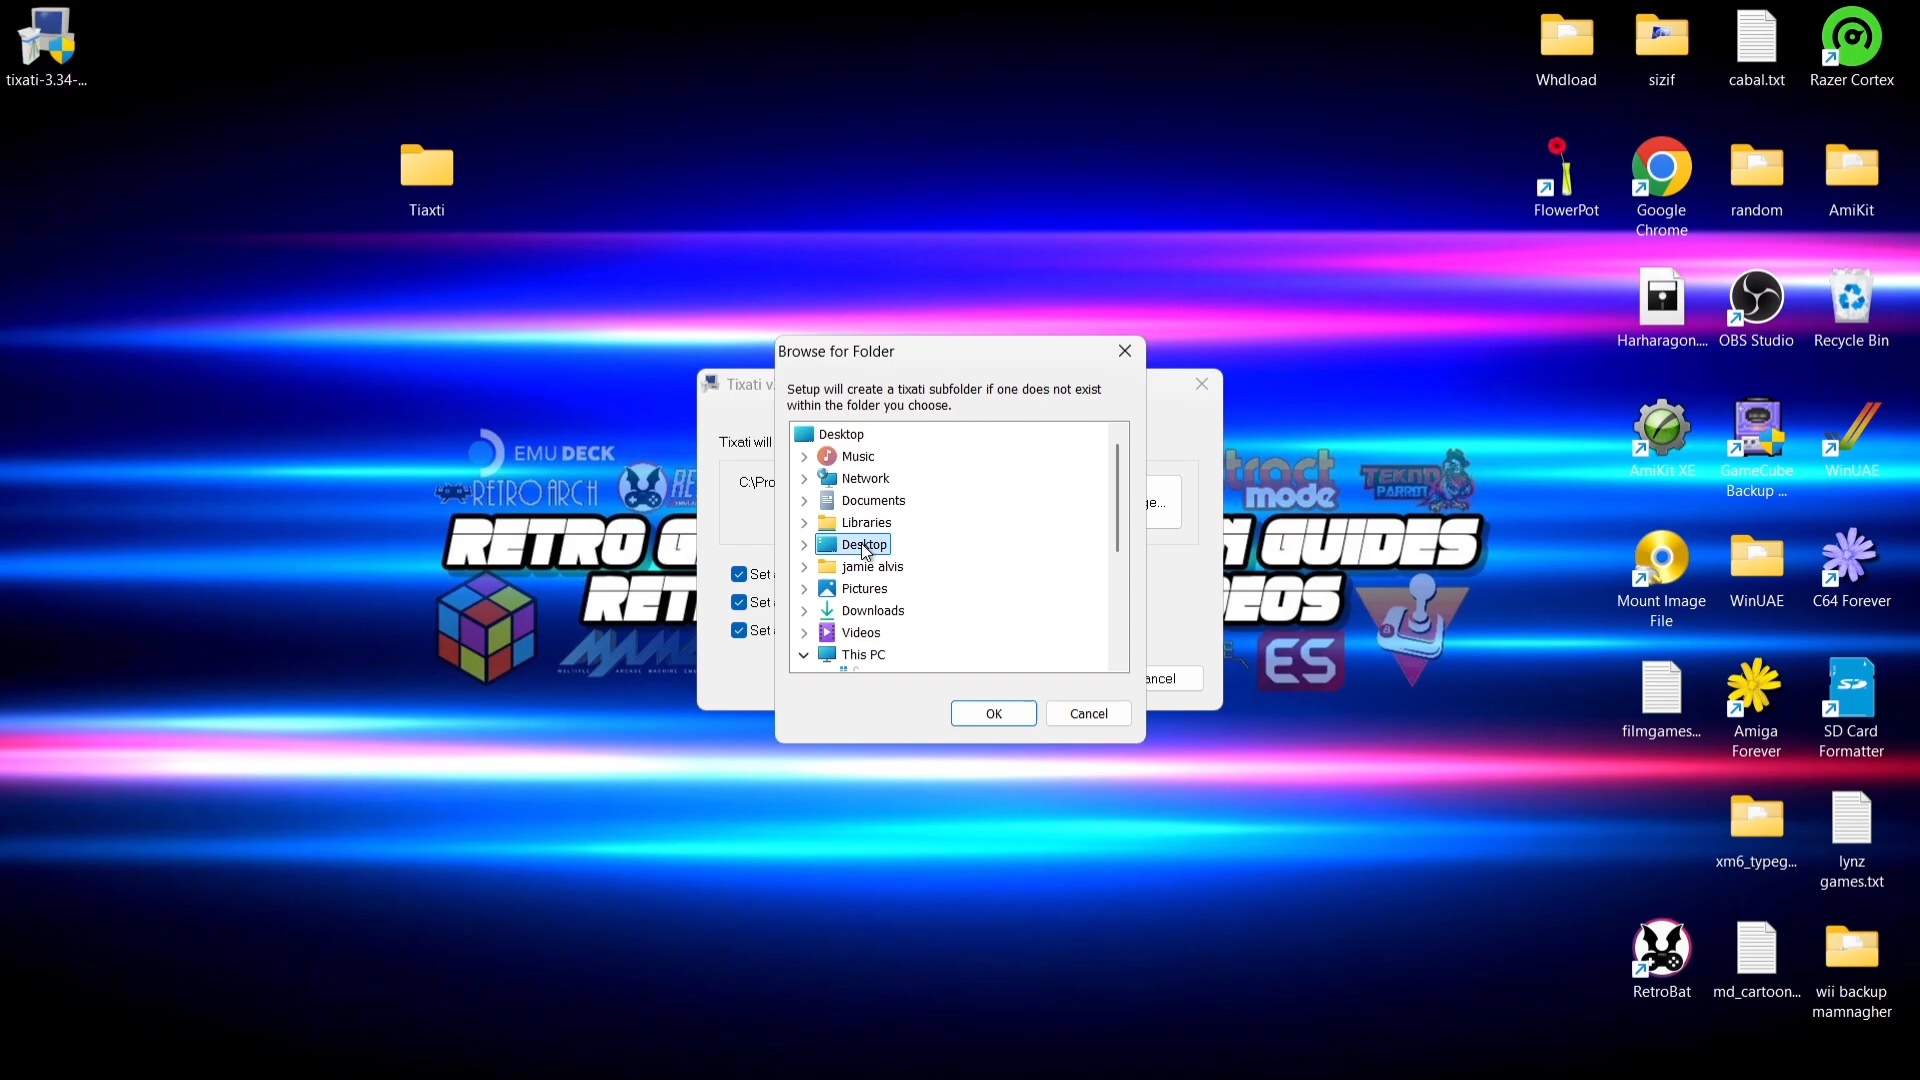 tixati-3.34-...
Tiaxti
Whdload
sizif
cabal.txt
Razer Cortex
FlowerPot
Google
Chrome
random
AmiKit
Harharagon....
OBS Studio
Recycle Bin
AmiKit XE
GameCube
Backup ...
WinUAE
Mount Image
File
WinUAE
C64 Forever
filmgames...
Amiga
Forever
SD
SD Card
Formatter
xm6_typeg...
lynz
games.txt
RetroBat
md_cartoon...
wii backup
mamnagher
EMU DECK
RETRO ARCH
RE
RETRO G
RET
MAM
tract
mode
TEKNO
PARROT
N GUIDES
DEOS
ES
Tixati v
Tixati will
C:\Pro
ge...
Set
Set
Set
ancel
Browse for Folder
Setup will create a tixati subfolder if one does not exist
within the folder you choose.
Desktop
Music
Network
Documents
Libraries
Desktop
jamie alvis
Pictures
Downloads
Videos
This PC
OK
Cancel